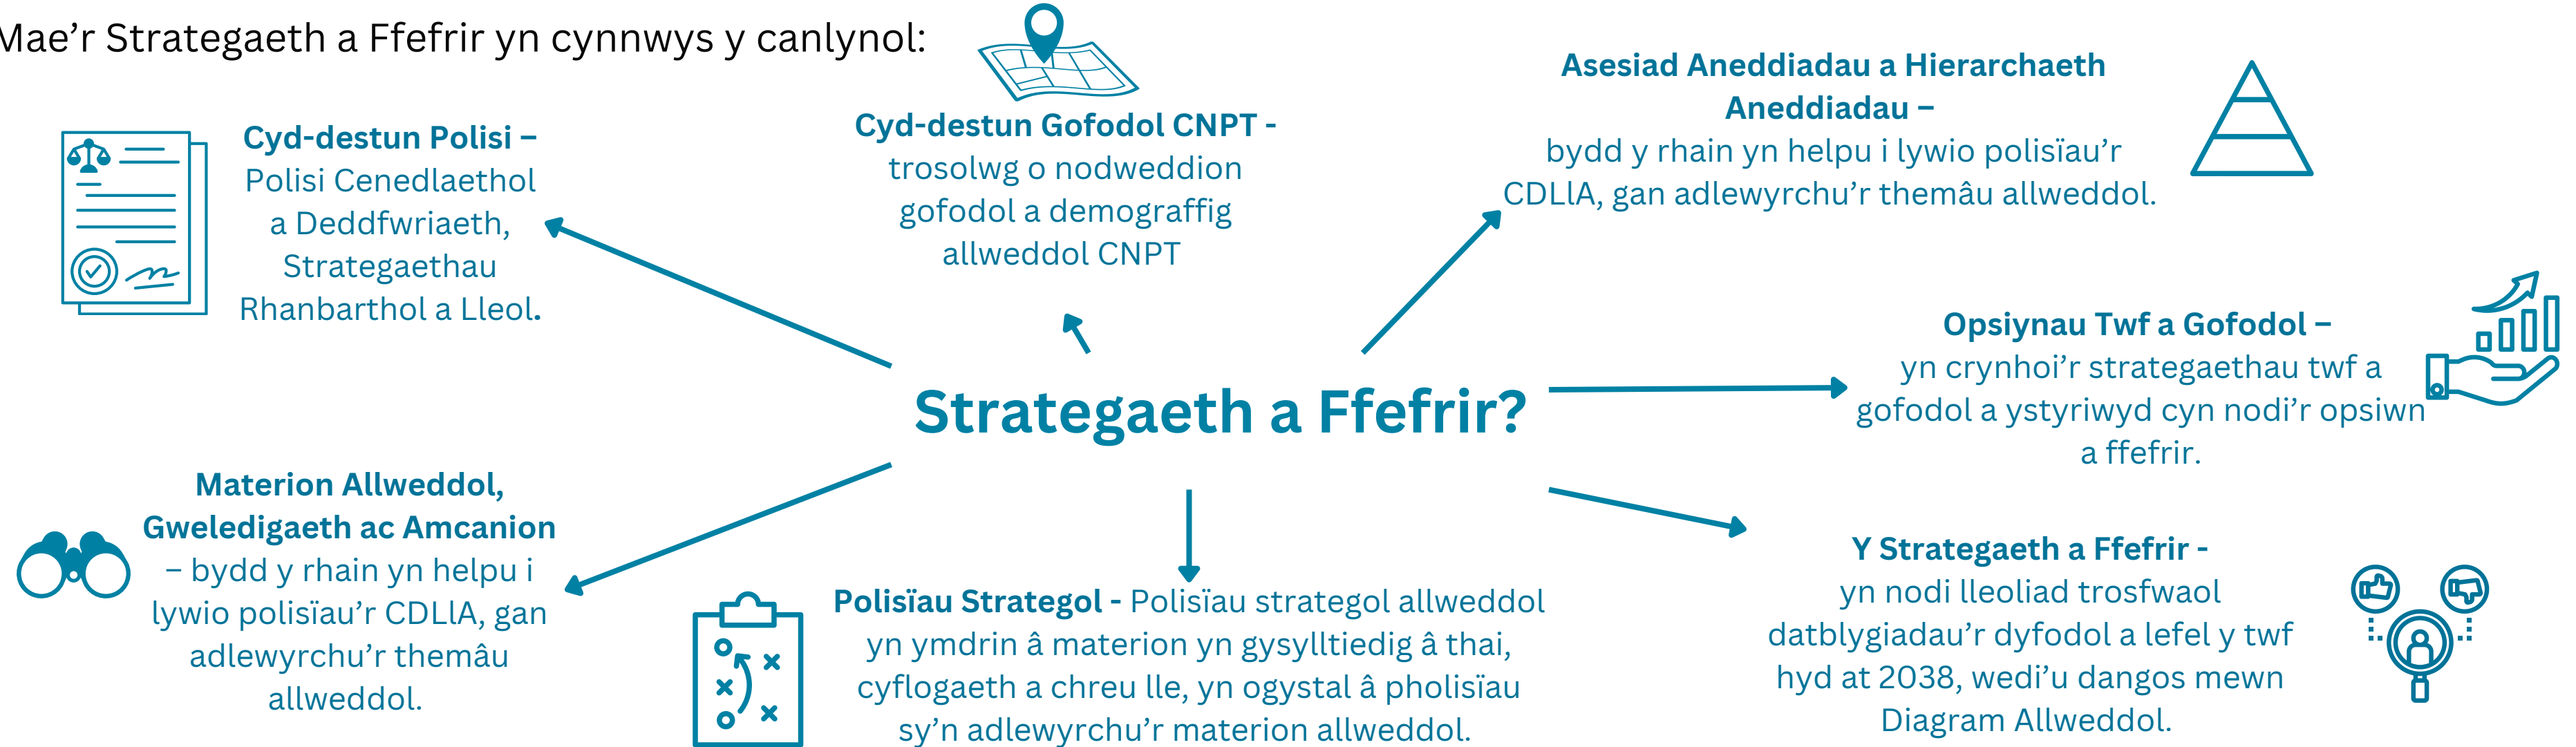 Mae’r Strategaeth a Ffefrir yn cynnwys y canlynol:
Cyd-destun Polisi –
Polisi Cenedlaethol
a Deddfwriaeth,
Strategaethau
Rhanbarthol a Lleol.
Cyd-destun Gofodol CNPT -
trosolwg o nodweddion
gofodol a demograffig
allweddol CNPT
Asesiad Aneddiadau a Hierarchaeth
Aneddiadau –
bydd y rhain yn helpu i lywio polisïau’r
CDLlA, gan adlewyrchu’r themâu allweddol.
Opsiynau Twf a Gofodol –
yn crynhoi’r strategaethau twf a
gofodol a ystyriwyd cyn nodi’r opsiwn
a ffefrir.
Strategaeth a Ffefrir?
Materion Allweddol,
Gweledigaeth ac Amcanion
– bydd y rhain yn helpu i
lywio polisïau’r CDLlA, gan
adlewyrchu’r themâu
allweddol.
Polisïau Strategol - Polisïau strategol allweddol
yn ymdrin â materion yn gysylltiedig â thai,
cyflogaeth a chreu lle, yn ogystal â pholisïau
sy’n adlewyrchu’r materion allweddol.
Y Strategaeth a Ffefrir -
yn nodi lleoliad trosfwaol
datblygiadau’r dyfodol a lefel y twf
hyd at 2038, wedi’u dangos mewn
Diagram Allweddol.